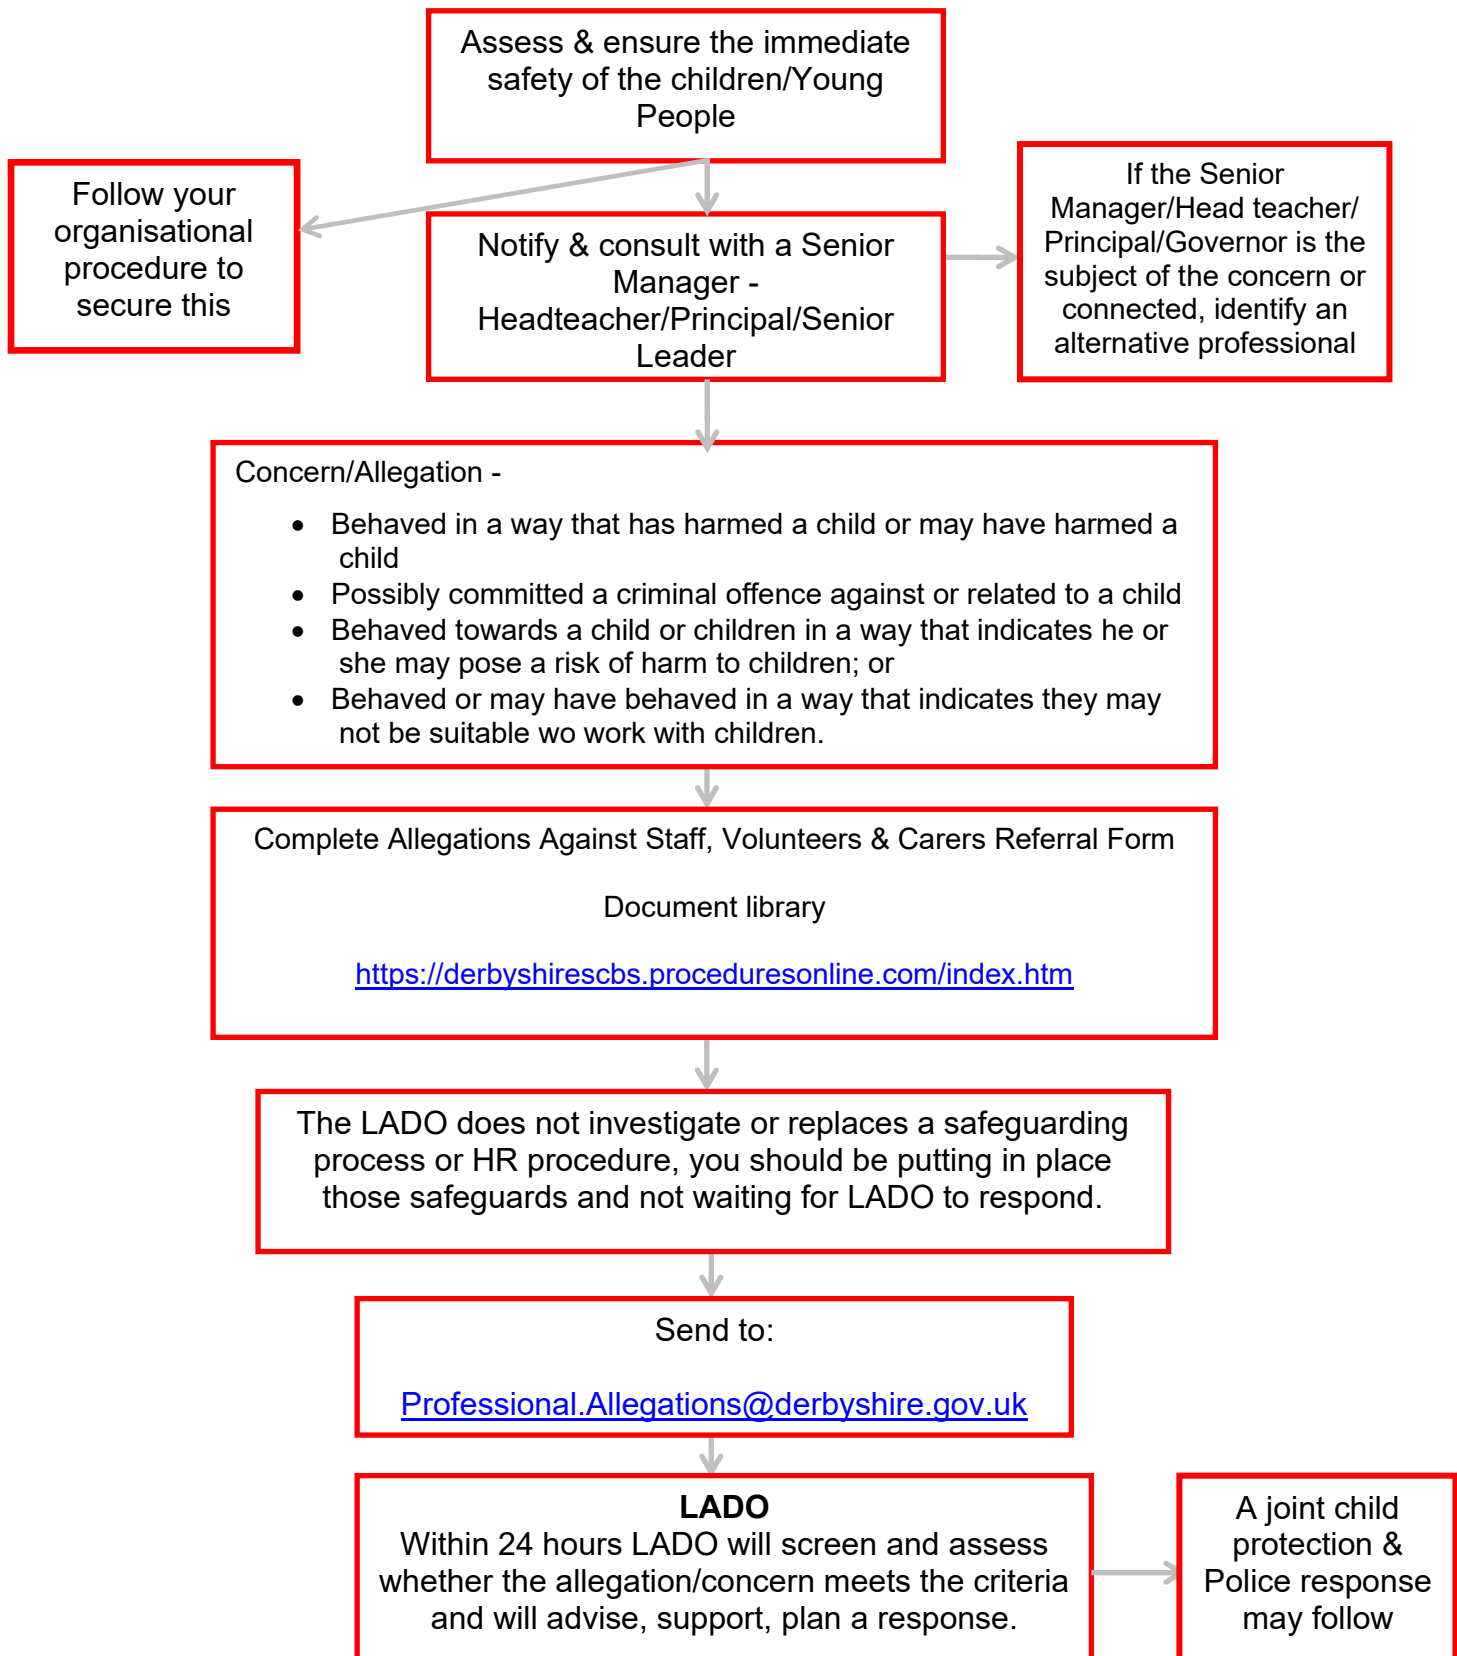 Assess & ensure the immediate
safety of the children/Young
People
Follow your
organisational
procedure to
secure this
Notify & consult with a Senior
Manager -
Headteacher/Principal/Senior
Leader
If the Senior
Manager/Head teacher/
Principal/Governor is the
subject of the concern or
connected, identify an
alternative professional
Concern/Allegation -
• Behaved in a way that has harmed a child or may have harmed a
child
• Possibly committed a criminal offence against or related to a child
• Behaved towards a child or children in a way that indicates he or
she may pose a risk of harm to children; or
• Behaved or may have behaved in a way that indicates they may
not be suitable wo work with children.
Complete Allegations Against Staff, Volunteers & Carers Referral Form
Document library
https://derbyshirescbs.proceduresonline.com/index.htm
The LADO does not investigate or replaces a safeguarding
process or HR procedure, you should be putting in place
those safeguards and not waiting for LADO to respond.
Send to:
Professional.Allegations@derbyshire.gov.uk
LADO
Within 24 hours LADO will screen and assess
whether the allegation/concern meets the criteria
and will advise, support, plan a response.
A joint child
protection &
Police response
may follow